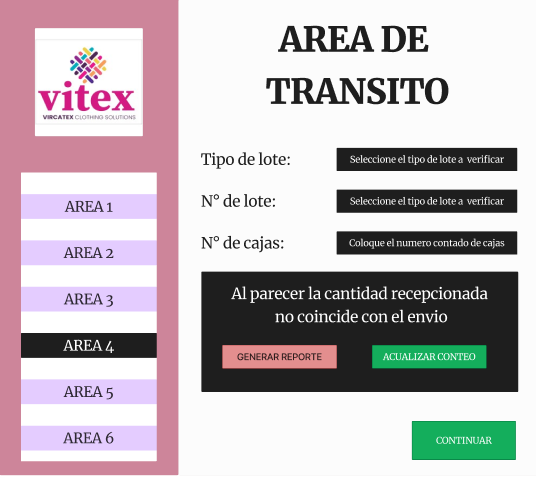 vitex
VIRCATEX CLOTHING SOLUTIONS
AREA 1
AREA 2
AREA 3
AREA 4
AREA 5
AREA 6
AREA DE
TRANSITO
Tipo de lote: Seleccione el tipo de lote a verificar
N° de lote: Seleccione el tipo de lote a verificar
N° de cajas: Coloque el numero contado de cajas
Al parecer la cantidad recepcionada
no coincide con el envio
GENERAR REPORTE ACUALIZAR CONTEO
CONTINUAR